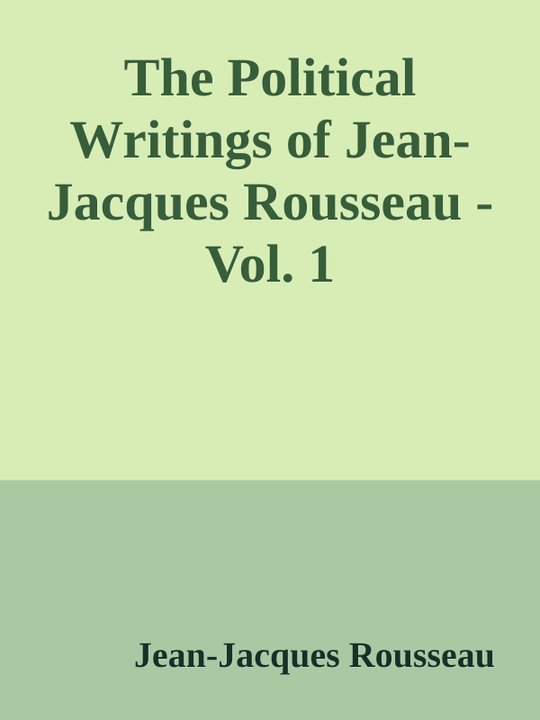 The Political
Writings of Jean-
Jacques Rousseau -
Vol. 1
Jean-Jacques Rousseau